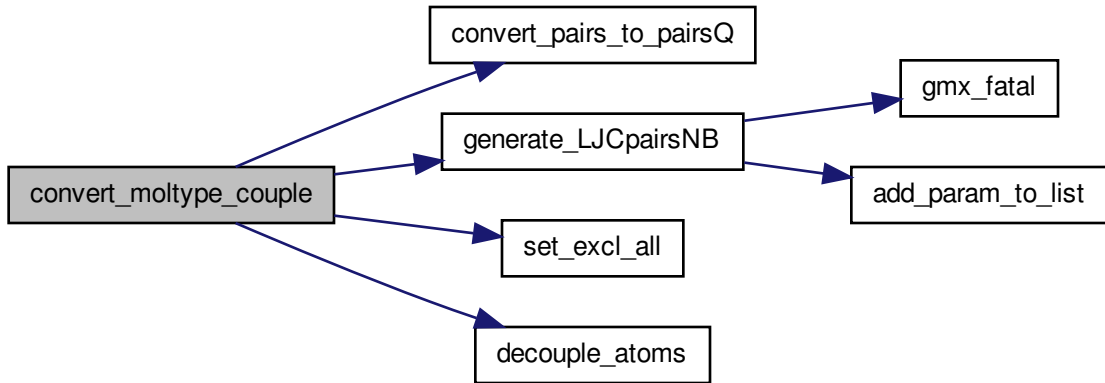 convert_pairs_to_pairsQ
gmx_fatal
generate_LJCpairsNB
convert_moltype_couple
add_param_to_list
set_excl_all
decouple_atoms